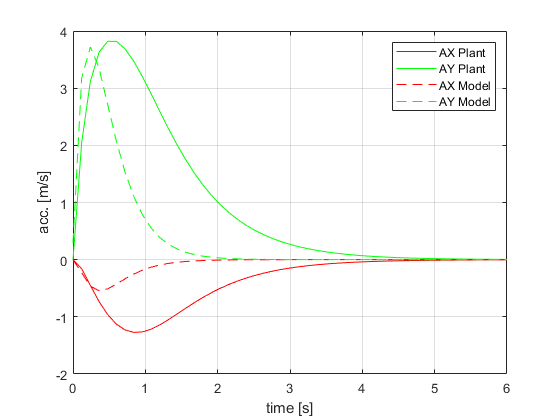 4
3
2
1
0
-1
-2
0 1 2 3 4 5 6
acc. [m/s]
time [s]
AX Plant
AY Plant
AX Model
AY Model